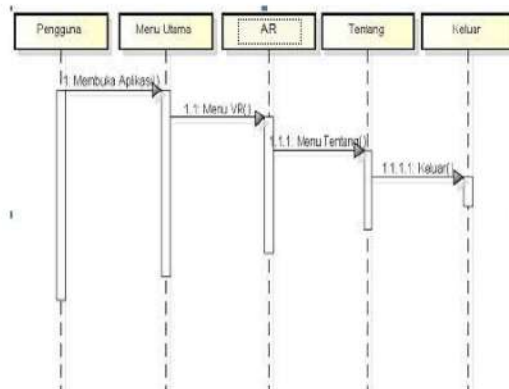 Pengguna
Menu Utama
AR
Tentang
Keluar
1: Membuka Aplikasi()
1.1: Menu VR()
1.1.1: Menu Tentang()
1.1.1.1: Keluar()